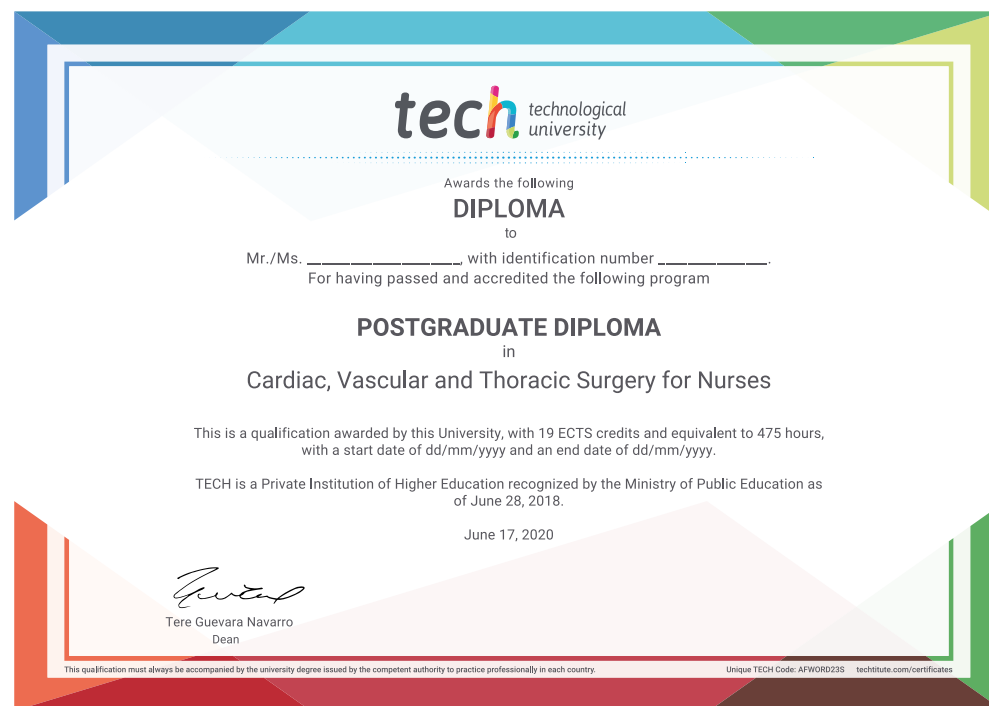 tech technological
university
Awards the following
DIPLOMA
to
Mr./Ms. ____________________, with identification number ______________.
For having passed and accredited the following program
POSTGRADUATE DIPLOMA
in
Cardiac, Vascular and Thoracic Surgery for Nurses
This is a qualification awarded by this University, with 19 ECTS credits and equivalent to 475 hours,
with a start date of dd/mm/yyyy and an end date of dd/mm/yyyy.
TECH is a Private Institution of Higher Education recognized by the Ministry of Public Education as
of June 28, 2018.
June 17, 2020
Tere Guevara Navarro
Dean
This qualification must always be accompanied by the university degree issued by the competent authority to practice professionally in each country.
Unique TECH Code: AFWORD23S techtitute.com/certificates